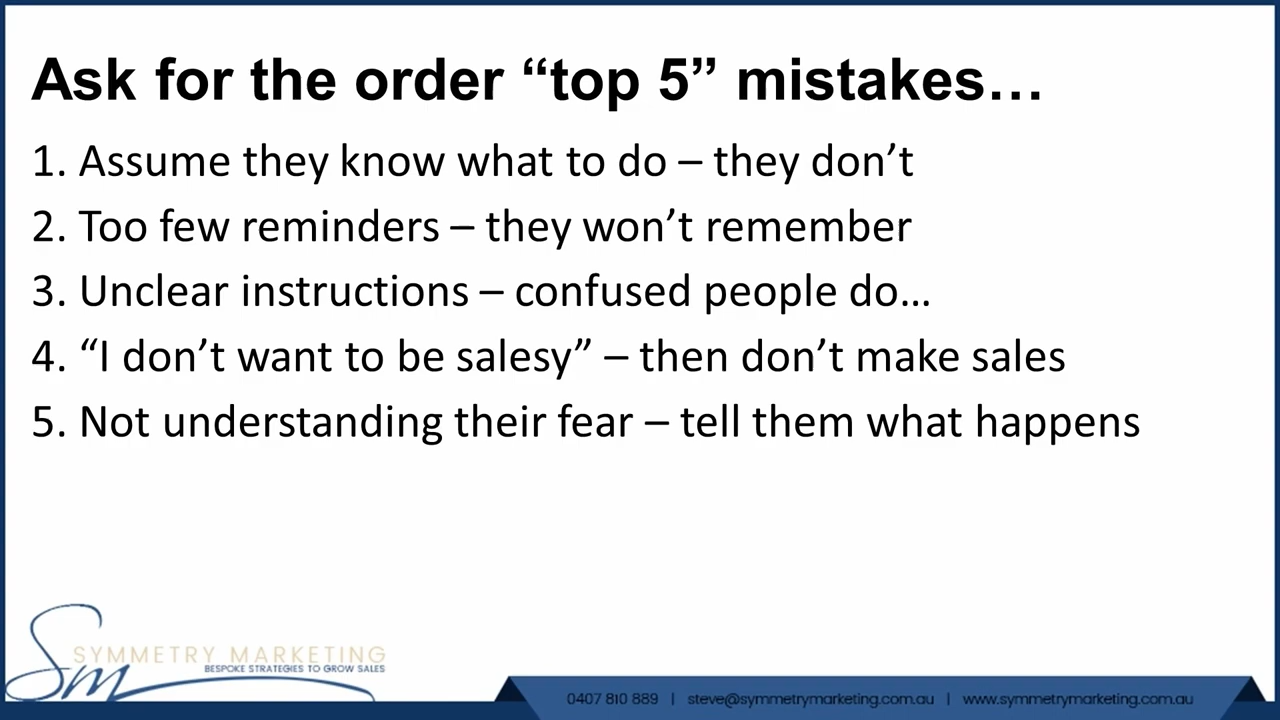 Ask for the order “top 5” mistakes…
1. Assume they know what to do – they don’t
2. Too few reminders – they won’t remember
3. Unclear instructions – confused people do…
4. “I don’t want to be salesy” – then don’t make sales
5. Not understanding their fear – tell them what happens
Sm
SYMMETRY MARKETING
BESPOKE STRATEGIES TO GROW SALES
0407 810 889 | steve@symmetrymarketing.com.au | www.symmetrymarketing.com.au